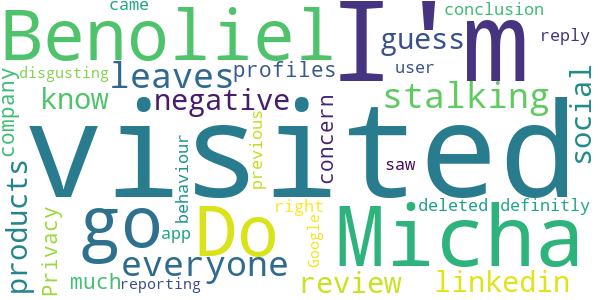 came
conclusion
Benoliel
I'm
guess
reply
disgusting
leaves
profiles
user
company
know
negative
stalking
social
visited
concern
previous
saw
products
behaviour
go
Do
Micha
deleted
definitly
right
Google
app
Privacy
everyone
much
reporting
review
linkedin